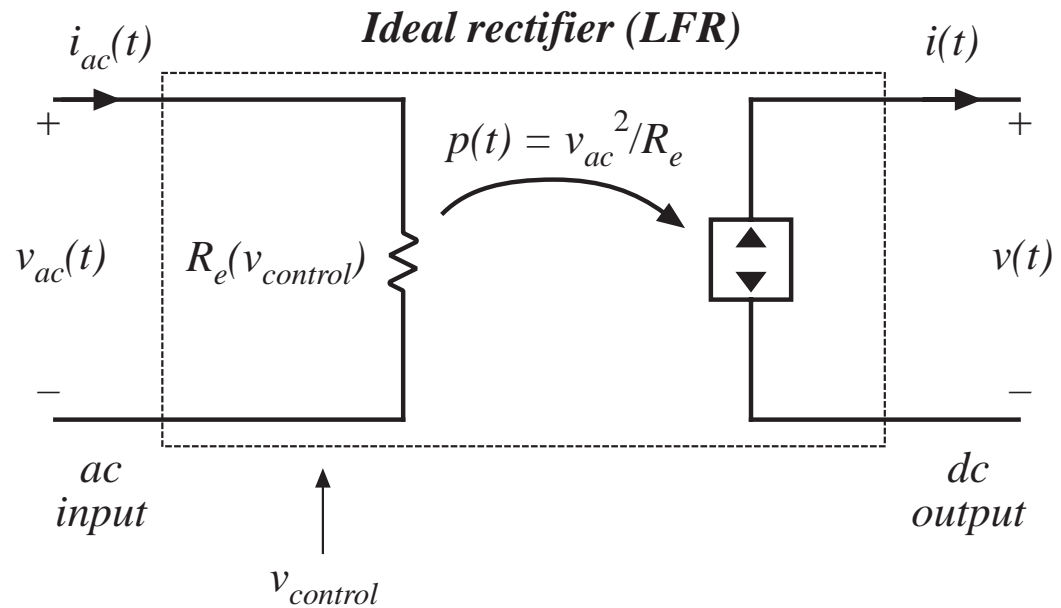 Ideal rectifier (LFR)
i_ac(t)
i(t)
+
+
p(t) = v_ac^2/R_e
v_ac(t)
R_e(v_control)
v(t)
–
–
ac
input
dc
output
v_control